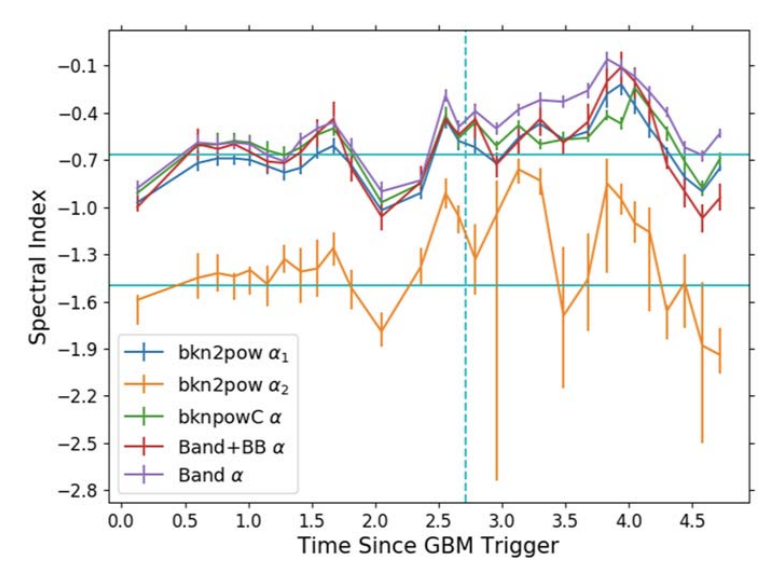 Spectral Index
−0.1
−0.4
−0.7
−1.0
−1.3
−1.6
−1.9
−2.2
−2.5
−2.8
bkn2pow α₁
bkn2pow α₂
bknpowC α
Band+BB α
Band α
0.0 0.5 1.0 1.5 2.0 2.5 3.0 3.5 4.0 4.5
Time Since GBM Trigger